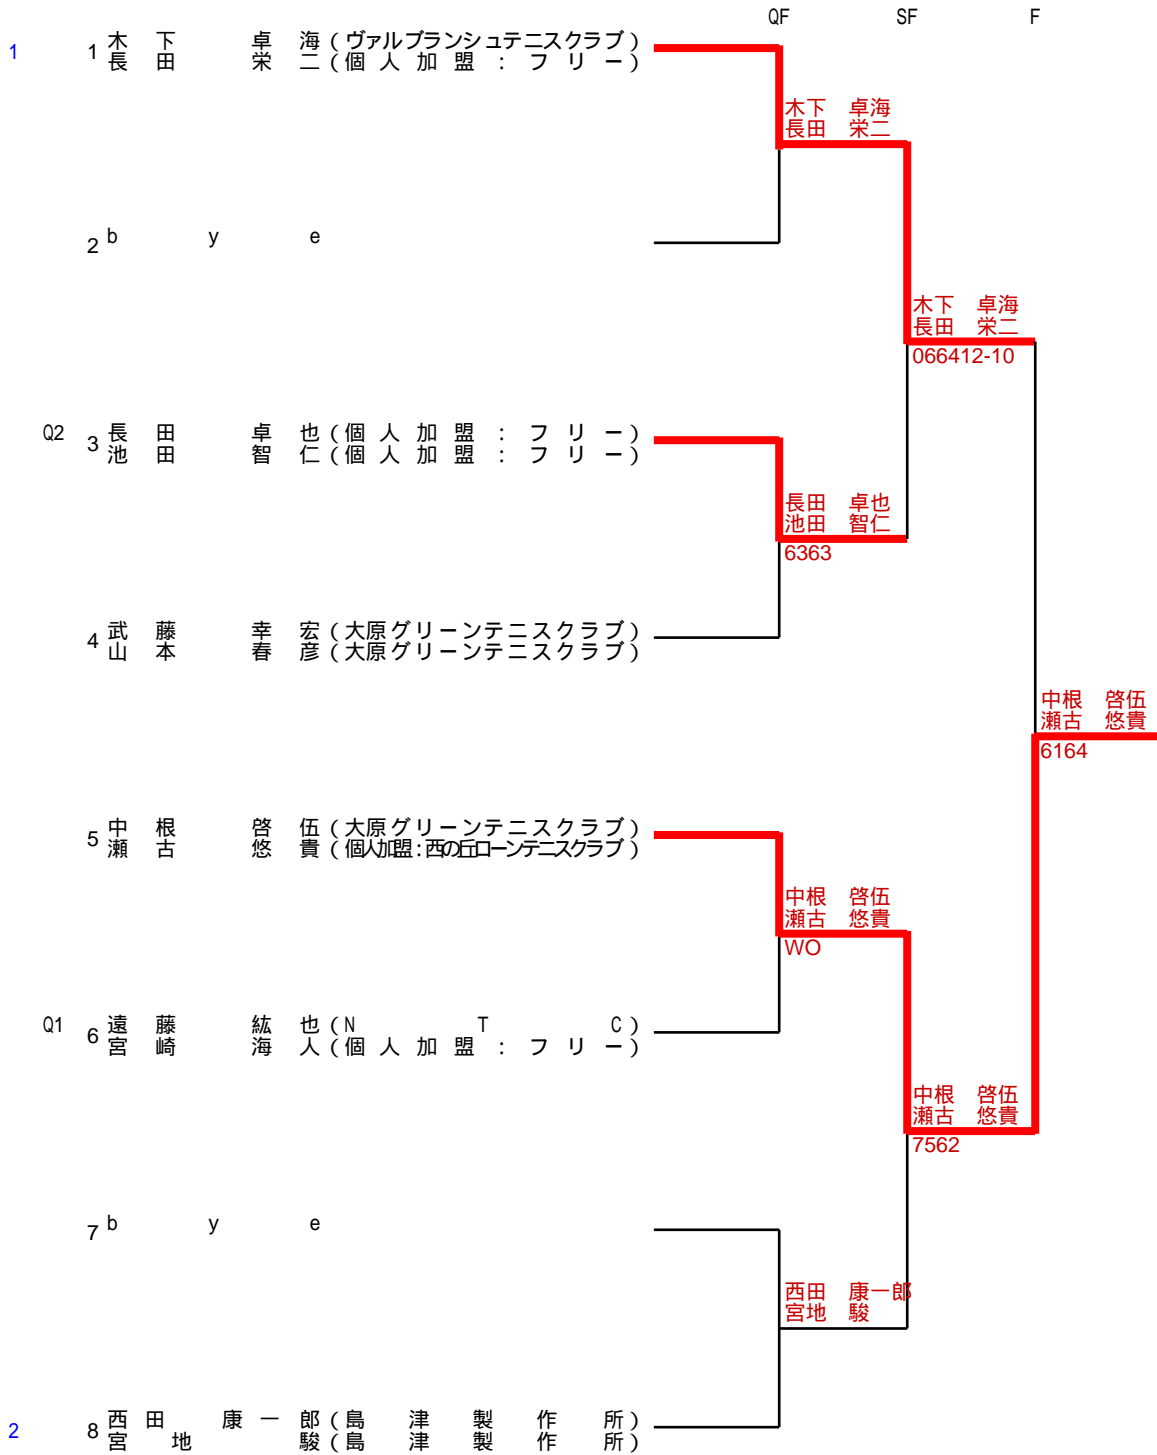 QF SF F
1 1 木下 卓海 (ヴァルブランシュテニスクラブ)
長田 栄二 (個人加盟：フリー)
木下 卓海
長田 栄二
2 bye
木下 卓海
長田 栄二
066412-10
Q2 3 長田 卓也 (個人加盟：フリー)
池田 智仁 (個人加盟：フリー)
長田 卓也
池田 智仁
6363
4 武藤 幸宏 (大原グリーンテニスクラブ)
山本 春彦 (大原グリーンテニスクラブ)
中根 啓伍
瀬古 悠貴
6164
5 中根 啓伍 (大原グリーンテニスクラブ)
瀬古 悠貴 (個人加盟：西の丘ローンテニスクラブ)
中根 啓伍
瀬古 悠貴
WO
Q1 6 遠藤 紘也 (NTC)
宮崎 海人 (個人加盟：フリー)
中根 啓伍
瀬古 悠貴
7562
7 bye
西田 康一郎
宮地 駿
2 8 西田 康一郎 (島津製作所)
宮地 駿 (島津製作所)